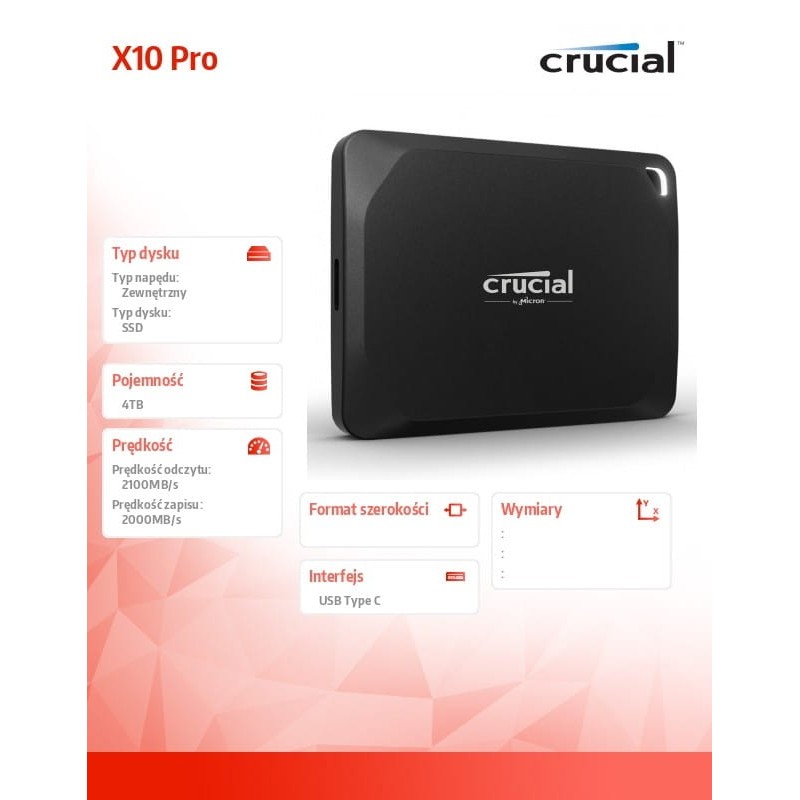 X10 Pro
crucial™
Typ dysku
Typ napędu:
Zewnętrzny
Typ dysku:
SSD
Pojemność
4TB
Prędkość
Prędkość odczytu:
2100MB/s
Prędkość zapisu:
2000MB/s
crucial
by Micron
Format szerokości
Interfejs
USB Type C
Wymiary
Y
X
:
:
: